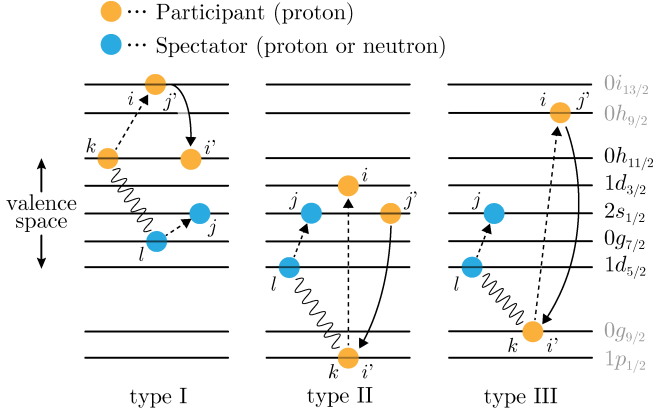 ··· Participant (proton)
··· Spectator (proton or neutron)
i j' i j' 0i13/2
0h9/2
k i' 0h11/2
i 1d3/2
valence space
j j j' j 2s1/2
l 0g7/2
l l 1d5/2
k i' 0g9/2
k i' 1p1/2
type I type II type III